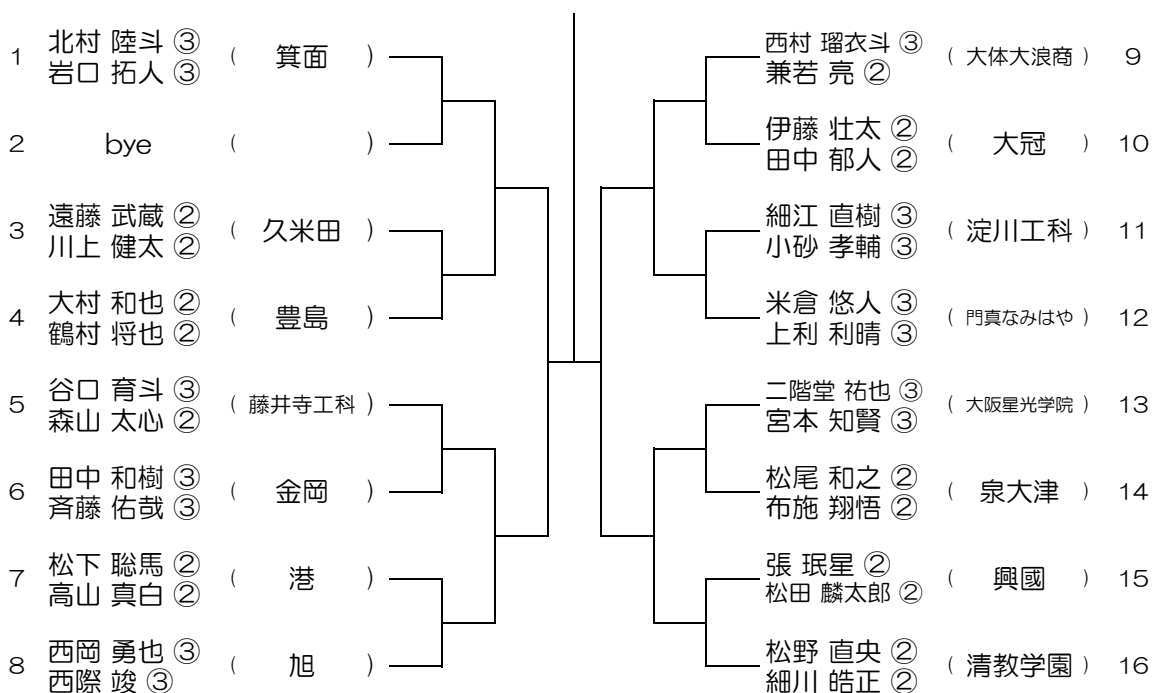 1 北村 陸斗 ③ ( 箕面 )
岩口 拓人 ③
2 bye ( )
3 遠藤 武蔵 ② ( 久米田 )
川上 健太 ②
4 大村 和也 ② ( 豊島 )
鶴村 将也 ②
5 谷口 育斗 ③ ( 藤井寺工科 )
森山 太心 ②
6 田中 和樹 ③ ( 金岡 )
斉藤 佑哉 ③
7 松下 聡馬 ② ( 港 )
高山 真白 ②
8 西岡 勇也 ③ ( 旭 )
西際 竣 ③
西村 瑠衣斗 ③ ( 大体大浪商 ) 9
兼若 亮 ②
伊藤 壮太 ② ( 大冠 ) 10
田中 郁人 ②
細江 直樹 ③ ( 淀川工科 ) 11
小砂 孝輔 ③
米倉 悠人 ③ ( 門真なみはや ) 12
上利 利晴 ③
二階堂 祐也 ③ ( 大阪星光学院 ) 13
宮本 知賢 ③
松尾 和之 ② ( 泉大津 ) 14
布施 翔悟 ②
張 珉星 ② ( 興國 ) 15
松田 麟太郎 ②
松野 直央 ② ( 清教学園 ) 16
細川 皓正 ②